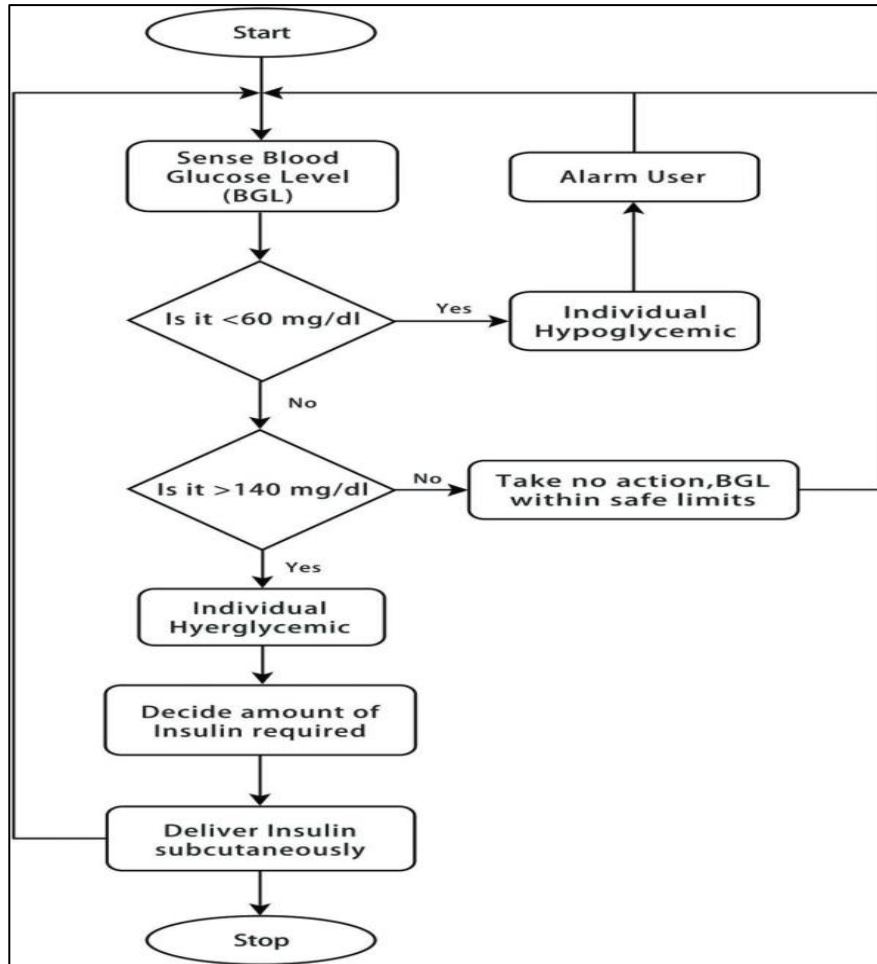 Start
Sense Blood
Glucose Level
(BGL)
Alarm User
Is it <60 mg/dl
Yes
Individual
Hypoglycemic
No
Is it >140 mg/dl
No
Take no action,BGL
within safe limits
Yes
Individual
Hyerglycemic
Decide amount of
Insulin required
Deliver Insulin
subcutaneously
Stop